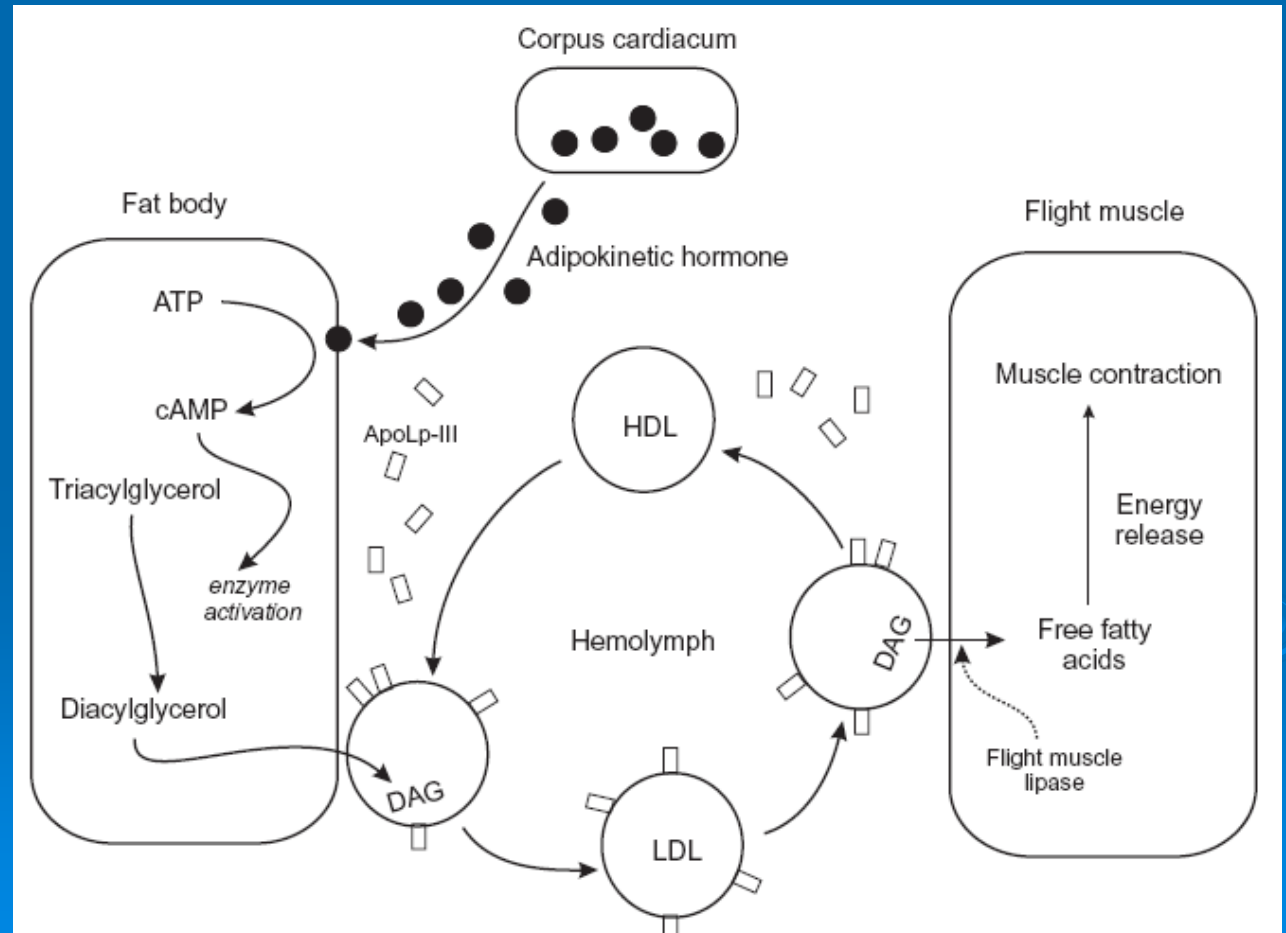 Corpus cardiacum
Fat body
Flight muscle
Adipokinetic hormone
ATP
cAMP
ApoLp-III
HDL
Muscle contraction
Triacylglycerol
Energy
release
enzyme
activation
Hemolymph
DAG
Free fatty
acids
Diacylglycerol
Flight muscle
lipase
DAG
LDL